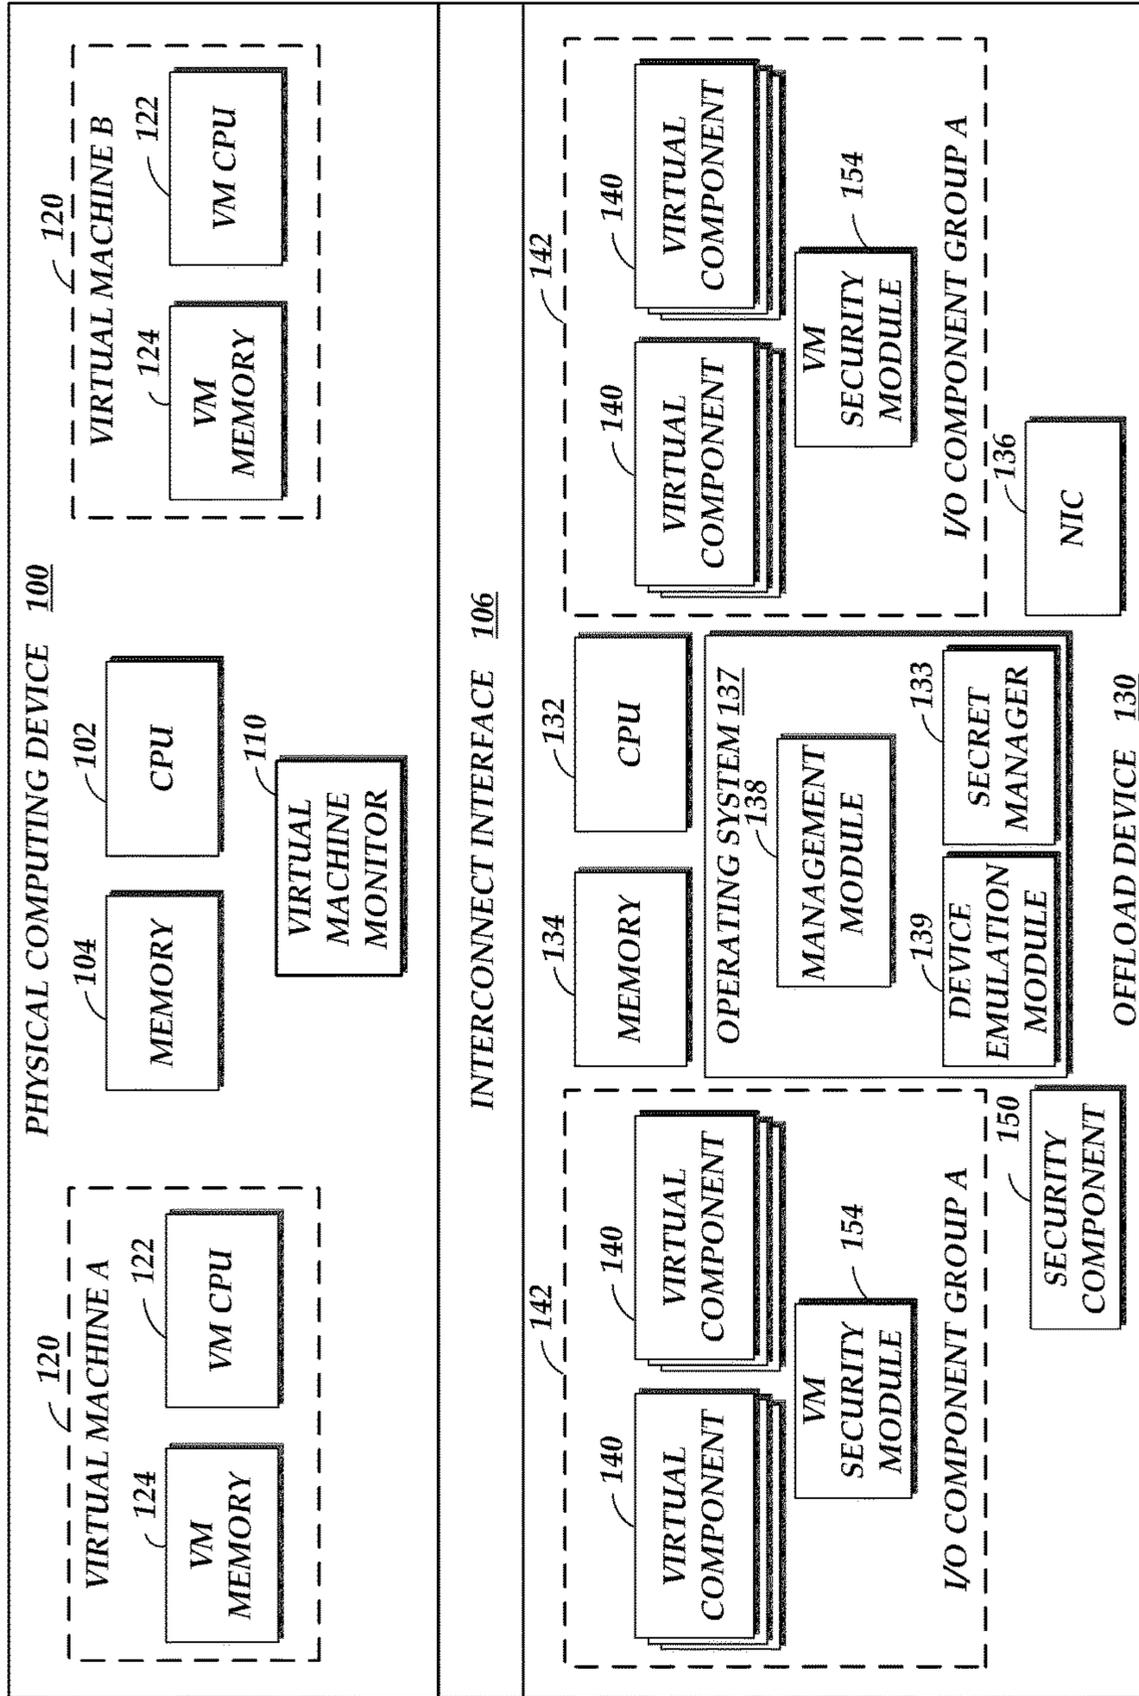 PHYSICAL COMPUTING DEVICE 100
120
VIRTUAL MACHINE A
124
VM
MEMORY
122
VM CPU
104
MEMORY
102
CPU
110
VIRTUAL
MACHINE
MONITOR
120
VIRTUAL MACHINE B
124
VM
MEMORY
122
VM CPU
INTERCONNECT INTERFACE 106
142
140
VIRTUAL
COMPONENT
140
VIRTUAL
COMPONENT
VM
SECURITY
MODULE
154
I/O COMPONENT GROUP A
134
MEMORY
132
CPU
OPERATING SYSTEM 137
138
MANAGEMENT
MODULE
139
DEVICE
EMULATION
MODULE
133
SECRET
MANAGER
142
140
VIRTUAL
COMPONENT
140
VIRTUAL
COMPONENT
VM
SECURITY
MODULE
154
I/O COMPONENT GROUP A
150
SECURITY
COMPONENT
136
NIC
OFFLOAD DEVICE 130